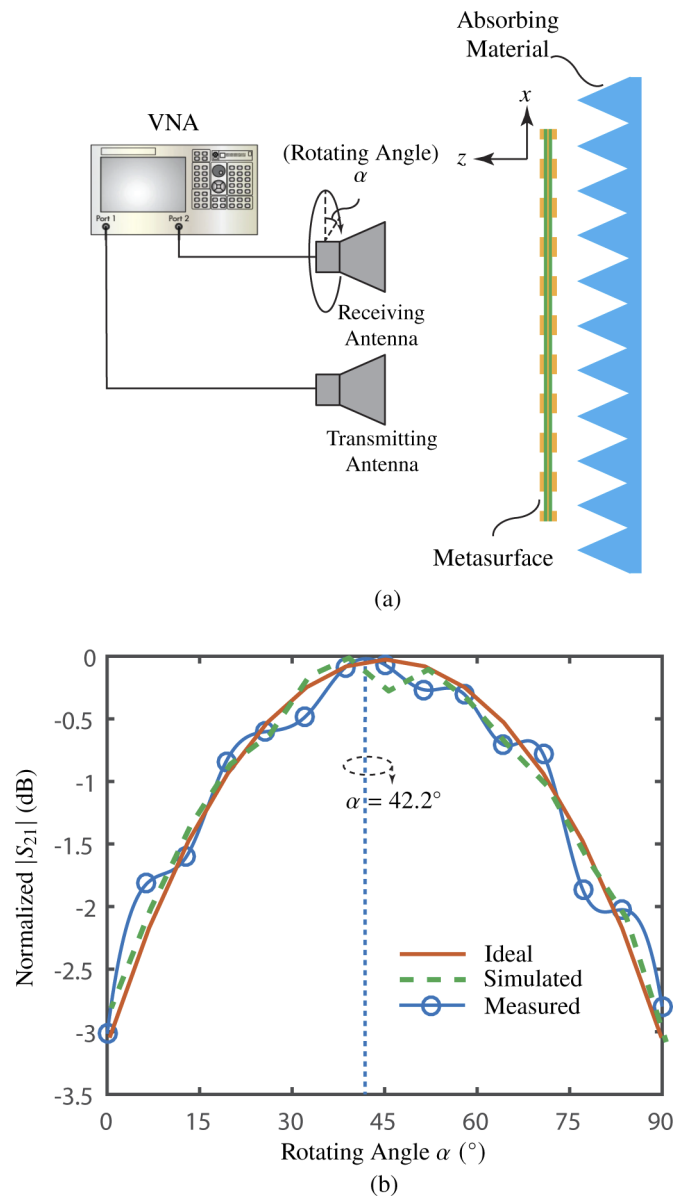 Absorbing
Material
VNA
x
(Rotating Angle)
α
z
Port 1
Port 2
Receiving
Antenna
Transmitting
Antenna
Metasurface
(a)
0
-0.5
-1
-1.5
-2
-2.5
-3
-3.5
Normalized |S21| (dB)
α = 42.2°
Ideal
Simulated
Measured
0 15 30 45 60 75 90
Rotating Angle α (°)
(b)